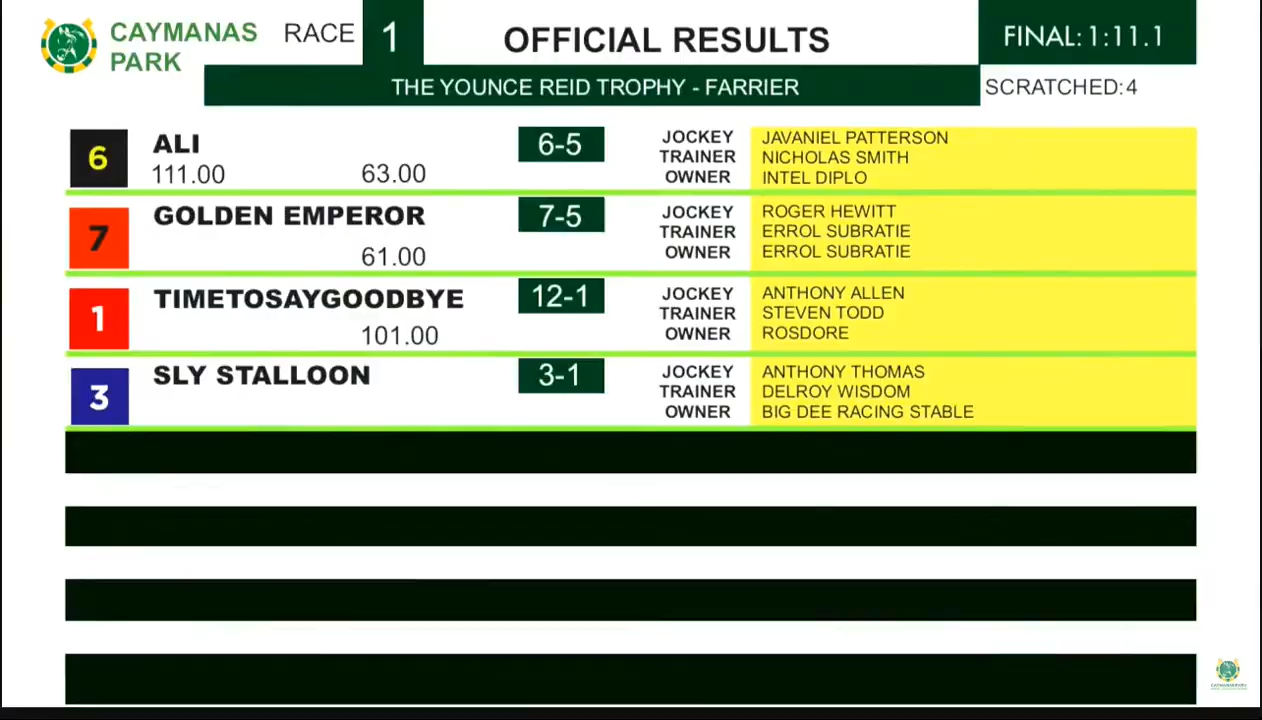 CAYMANAS PARK
RACE 1
OFFICIAL RESULTS
FINAL: 1:11.1
THE YOUNCE REID TROPHY - FARRIER
SCRATCHED:4
6 ALI 6-5
111.00 63.00
JOCKEY JAVANIEL PATTERSON
TRAINER NICHOLAS SMITH
OWNER INTEL DIPLO
7 GOLDEN EMPEROR 7-5
61.00
JOCKEY ROGER HEWITT
TRAINER ERROL SUBRATIE
OWNER ERROL SUBRATIE
1 TIMETOSAYGOODBYE 12-1
101.00
JOCKEY ANTHONY ALLEN
TRAINER STEVEN TODD
OWNER ROSDORE
3 SLY STALLOON 3-1
JOCKEY ANTHONY THOMAS
TRAINER DELROY WISDOM
OWNER BIG DEE RACING STABLE
CAYMANAS PARK